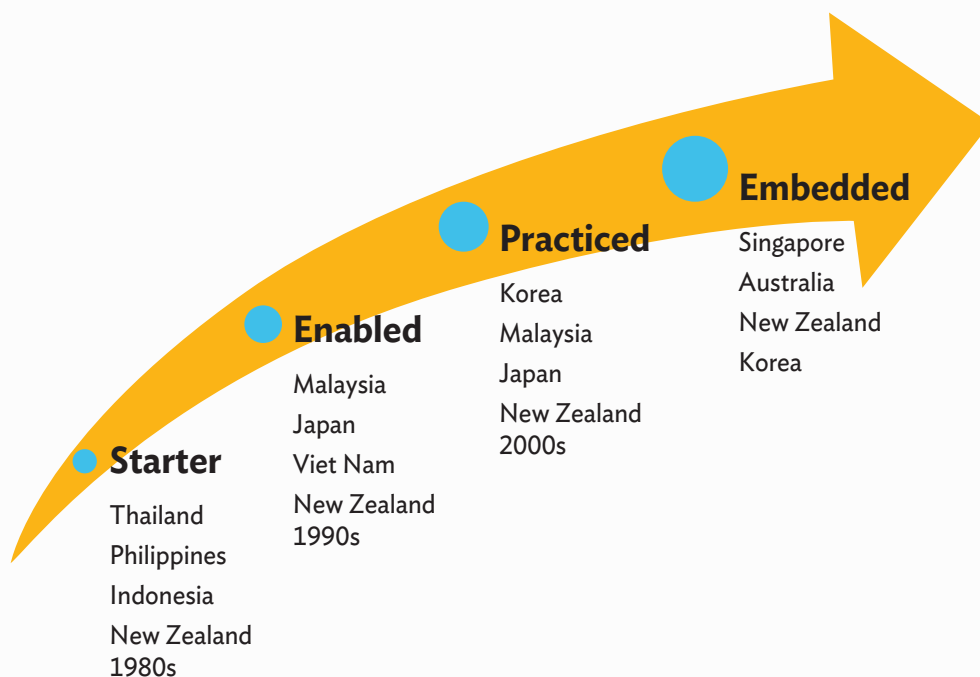 Starter
Thailand
Philippines
Indonesia
New Zealand
1980s
Enabled
Malaysia
Japan
Viet Nam
New Zealand
1990s
Practiced
Korea
Malaysia
Japan
New Zealand
2000s
Embedded
Singapore
Australia
New Zealand
Korea